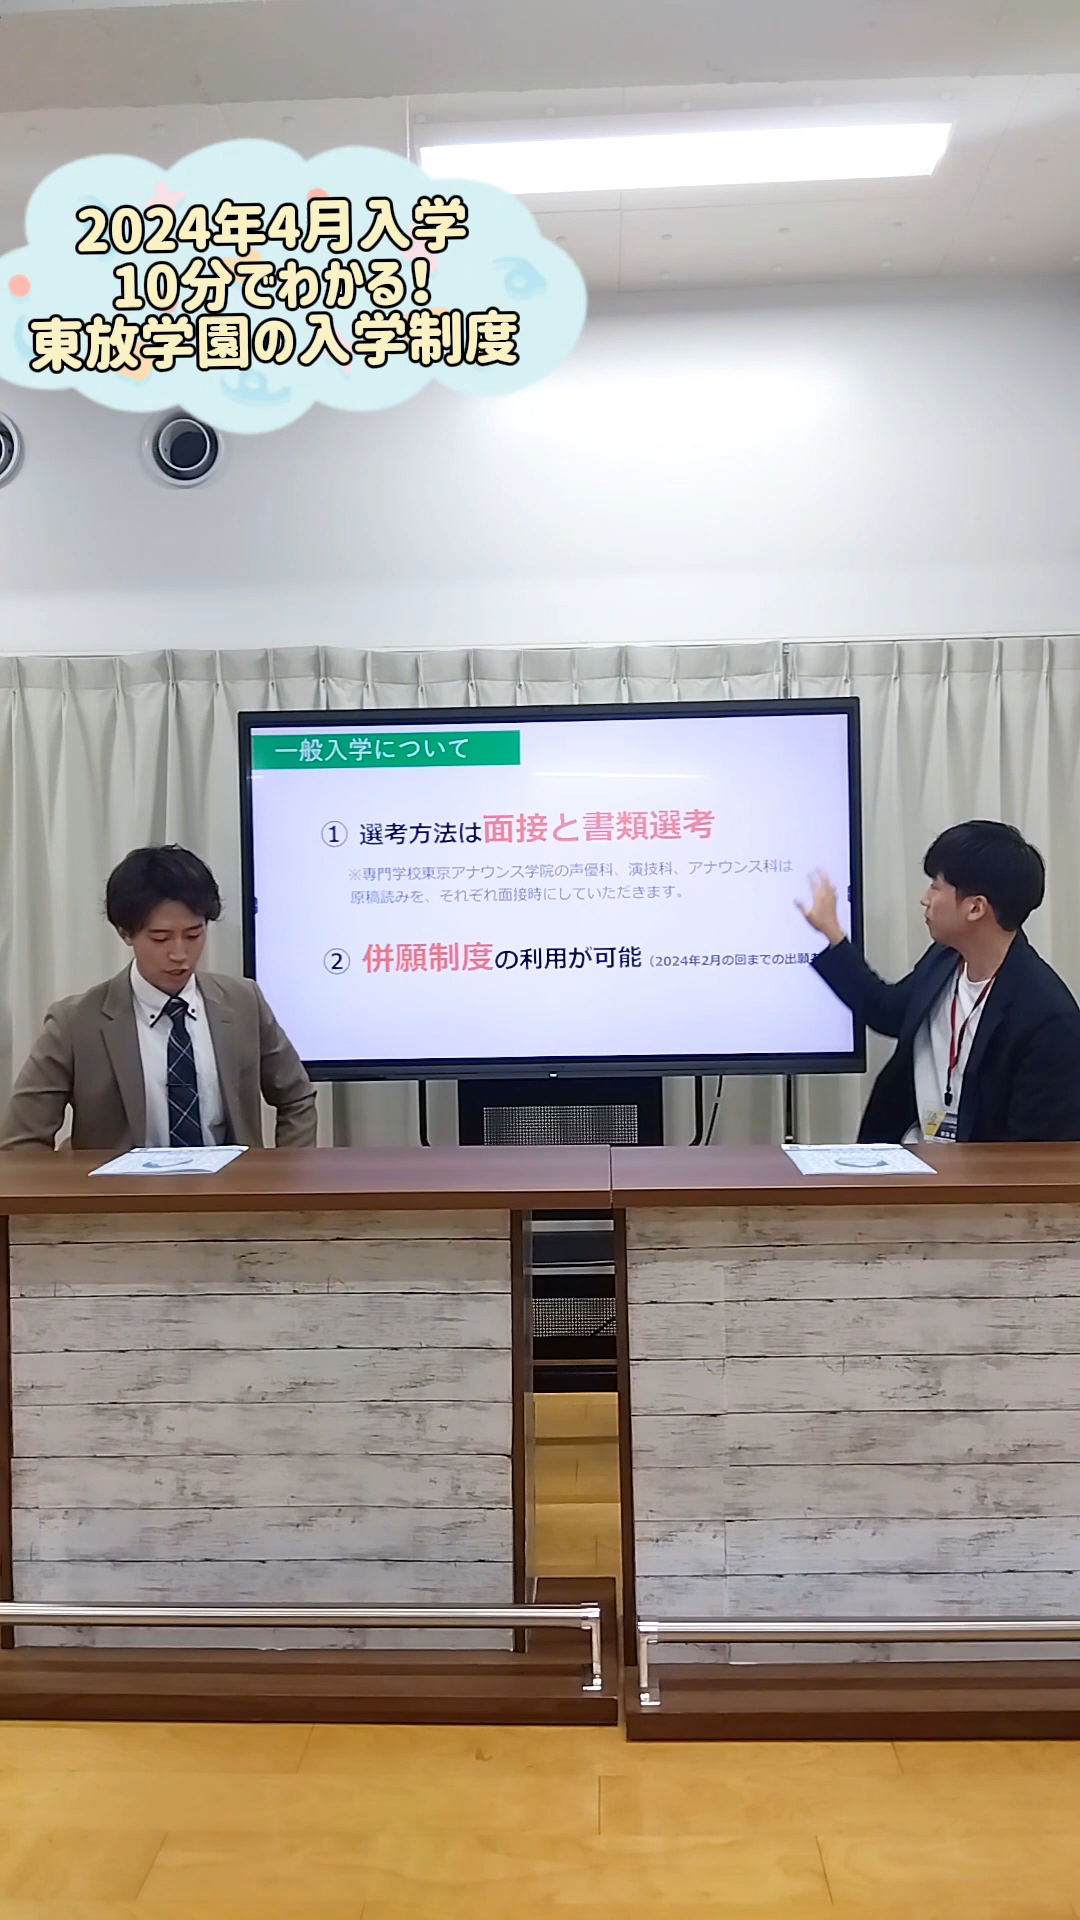 2024年4月入学
10分でわかる!
東放学園の入学制度
一般入学について
① 選考方法は面接と書類選考
※専門学校東京アナウンス学院の声優科、演技科、アナウンス科は
原稿読みを、それぞれ面接時にしていただきます。
② 併願制度の利用が可能(2024年2月の回までの出願